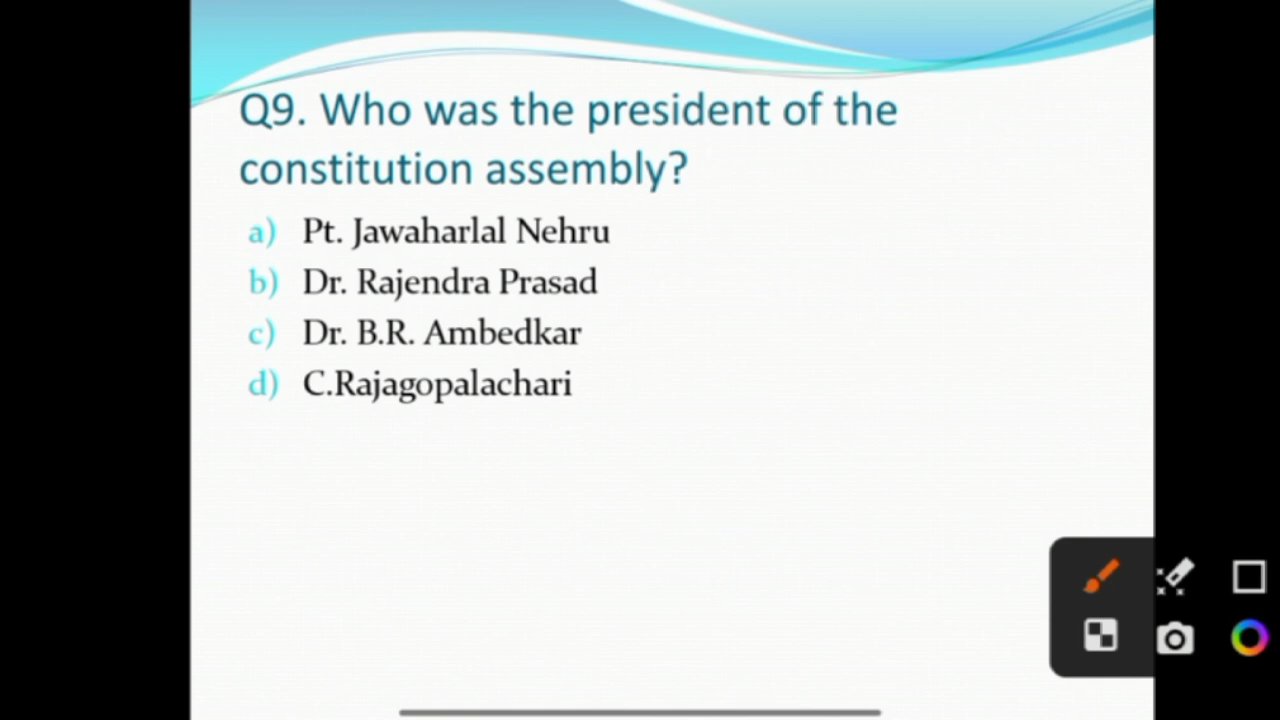 Q9. Who was the president of the
constitution assembly?
a) Pt. Jawaharlal Nehru
b) Dr. Rajendra Prasad
c) Dr. B.R. Ambedkar
d) C.Rajagopalachari